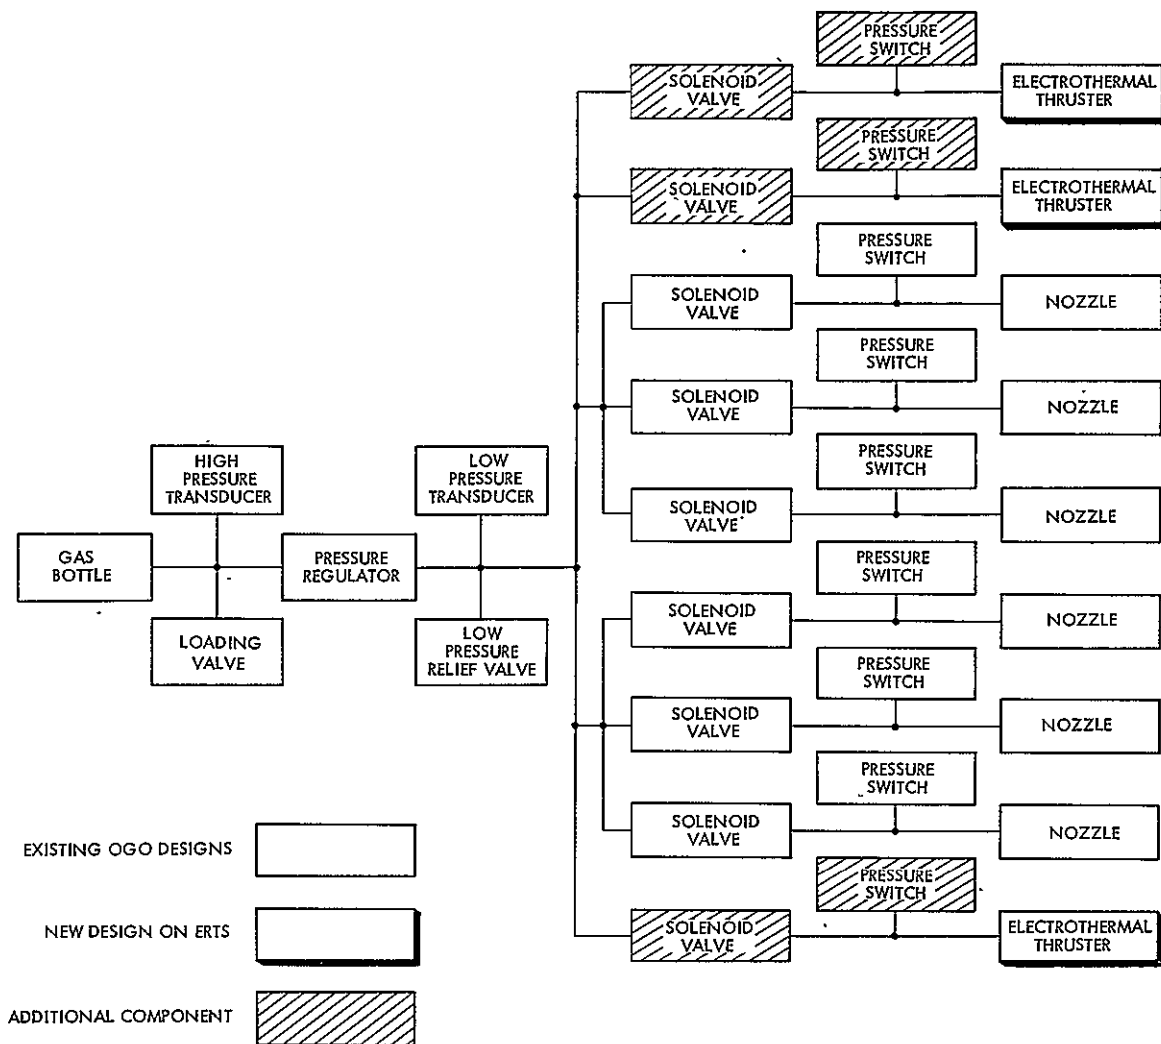 PRESSURE
SWITCH
SOLENOID
VALVE
ELECTROTHERMAL
THRUSTER
PRESSURE
SWITCH
SOLENOID
VALVE
ELECTROTHERMAL
THRUSTER
PRESSURE
SWITCH
SOLENOID
VALVE
NOZZLE
PRESSURE
SWITCH
SOLENOID
VALVE
NOZZLE
HIGH
PRESSURE
TRANSDUCER
LOW
PRESSURE
TRANSDUCER
PRESSURE
SWITCH
SOLENOID
VALVE
NOZZLE
GAS
BOTTLE
PRESSURE
REGULATOR
PRESSURE
SWITCH
SOLENOID
VALVE
NOZZLE
LOADING
VALVE
LOW
PRESSURE
RELIEF VALVE
PRESSURE
SWITCH
SOLENOID
VALVE
NOZZLE
PRESSURE
SWITCH
SOLENOID
VALVE
NOZZLE
PRESSURE
SWITCH
SOLENOID
VALVE
ELECTROTHERMAL
THRUSTER
EXISTING OGO DESIGNS
NEW DESIGN ON ERTS
ADDITIONAL COMPONENT